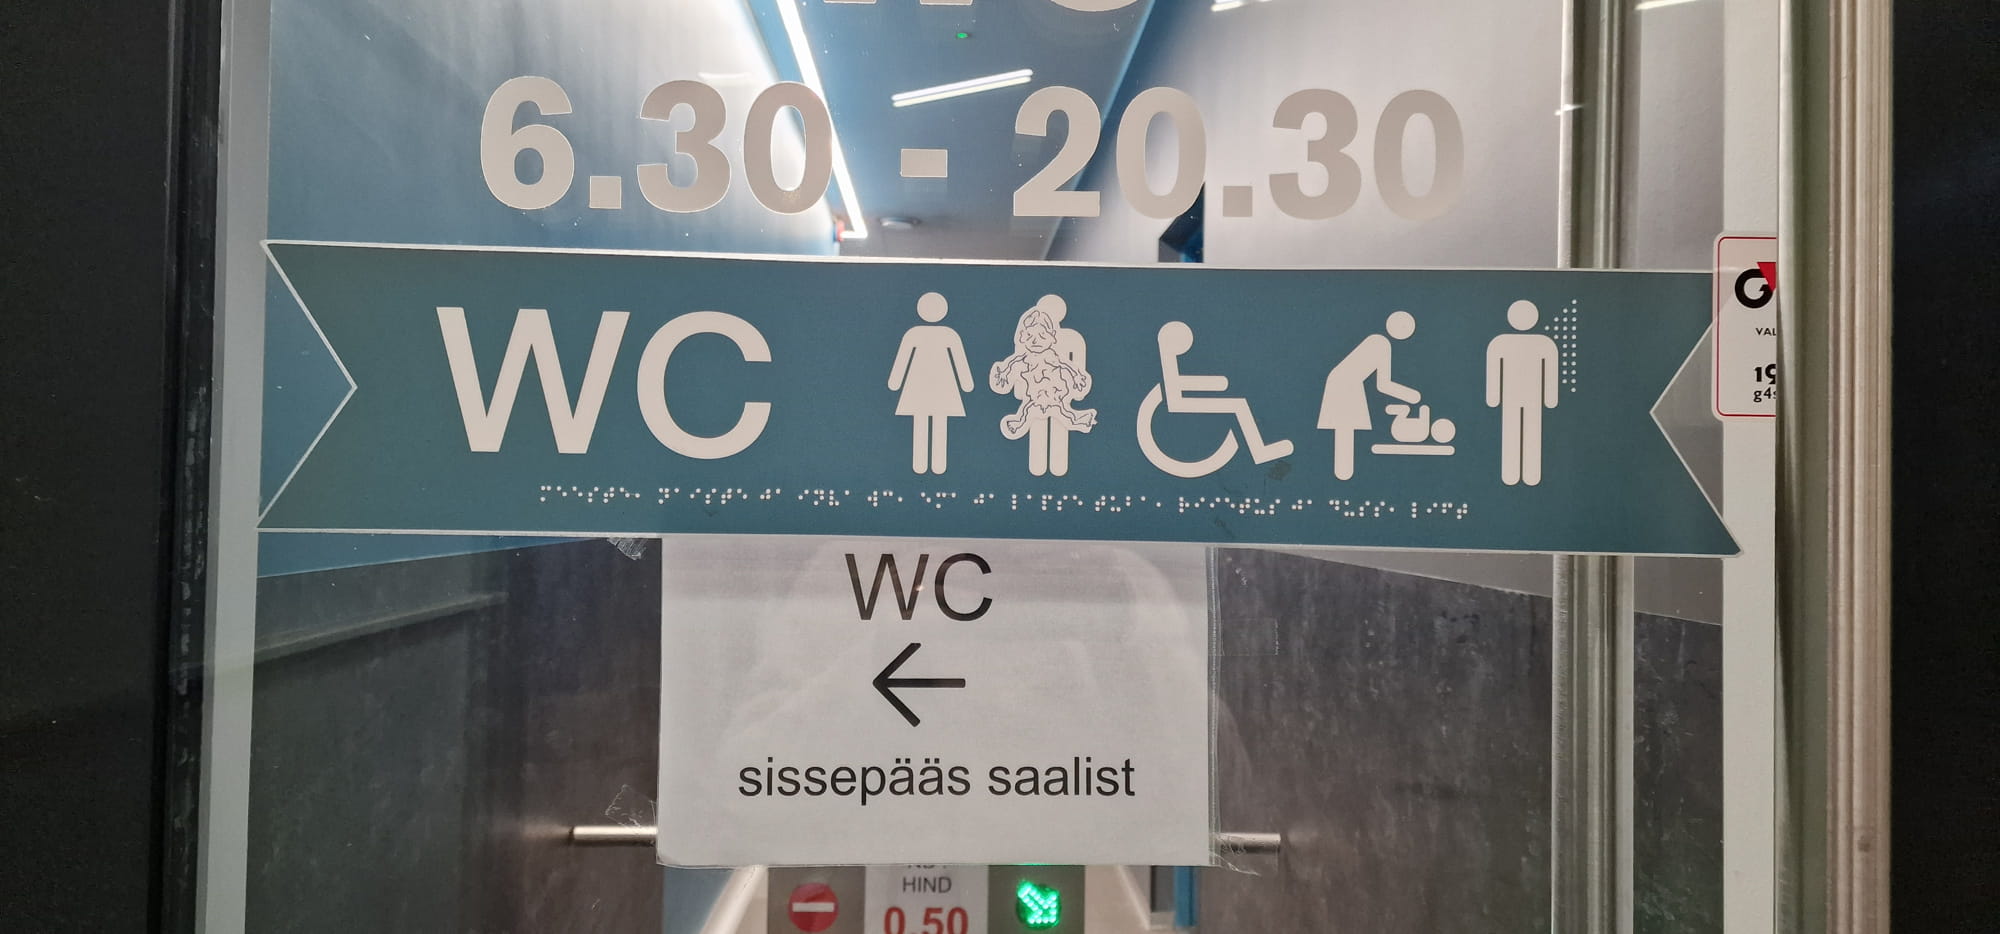 6.30 - 20.30
WC
WC
←
sissepääs saalist
HIND
0.50